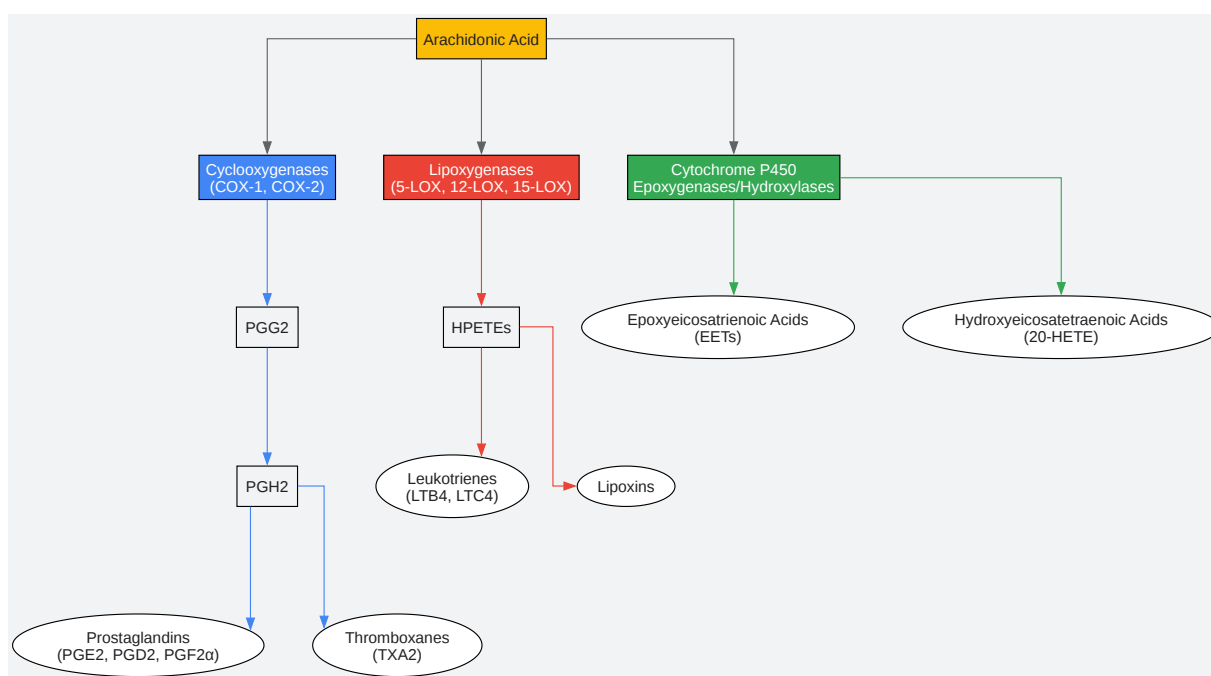 Arachidonic Acid
Cyclooxygenases
(COX-1, COX-2)
Lipoxygenases
(5-LOX, 12-LOX, 15-LOX)
Cytochrome P450
Epoxygenases/Hydroxylases
PGG2
HPETEs
Epoxyeicosatrienoic Acids
(EETs)
Hydroxyeicosatetraenoic Acids
(20-HETE)
PGH2
Leukotrienes
(LTB4, LTC4)
Lipoxins
Prostaglandins
(PGE2, PGD2, PGF2α)
Thromboxanes
(TXA2)